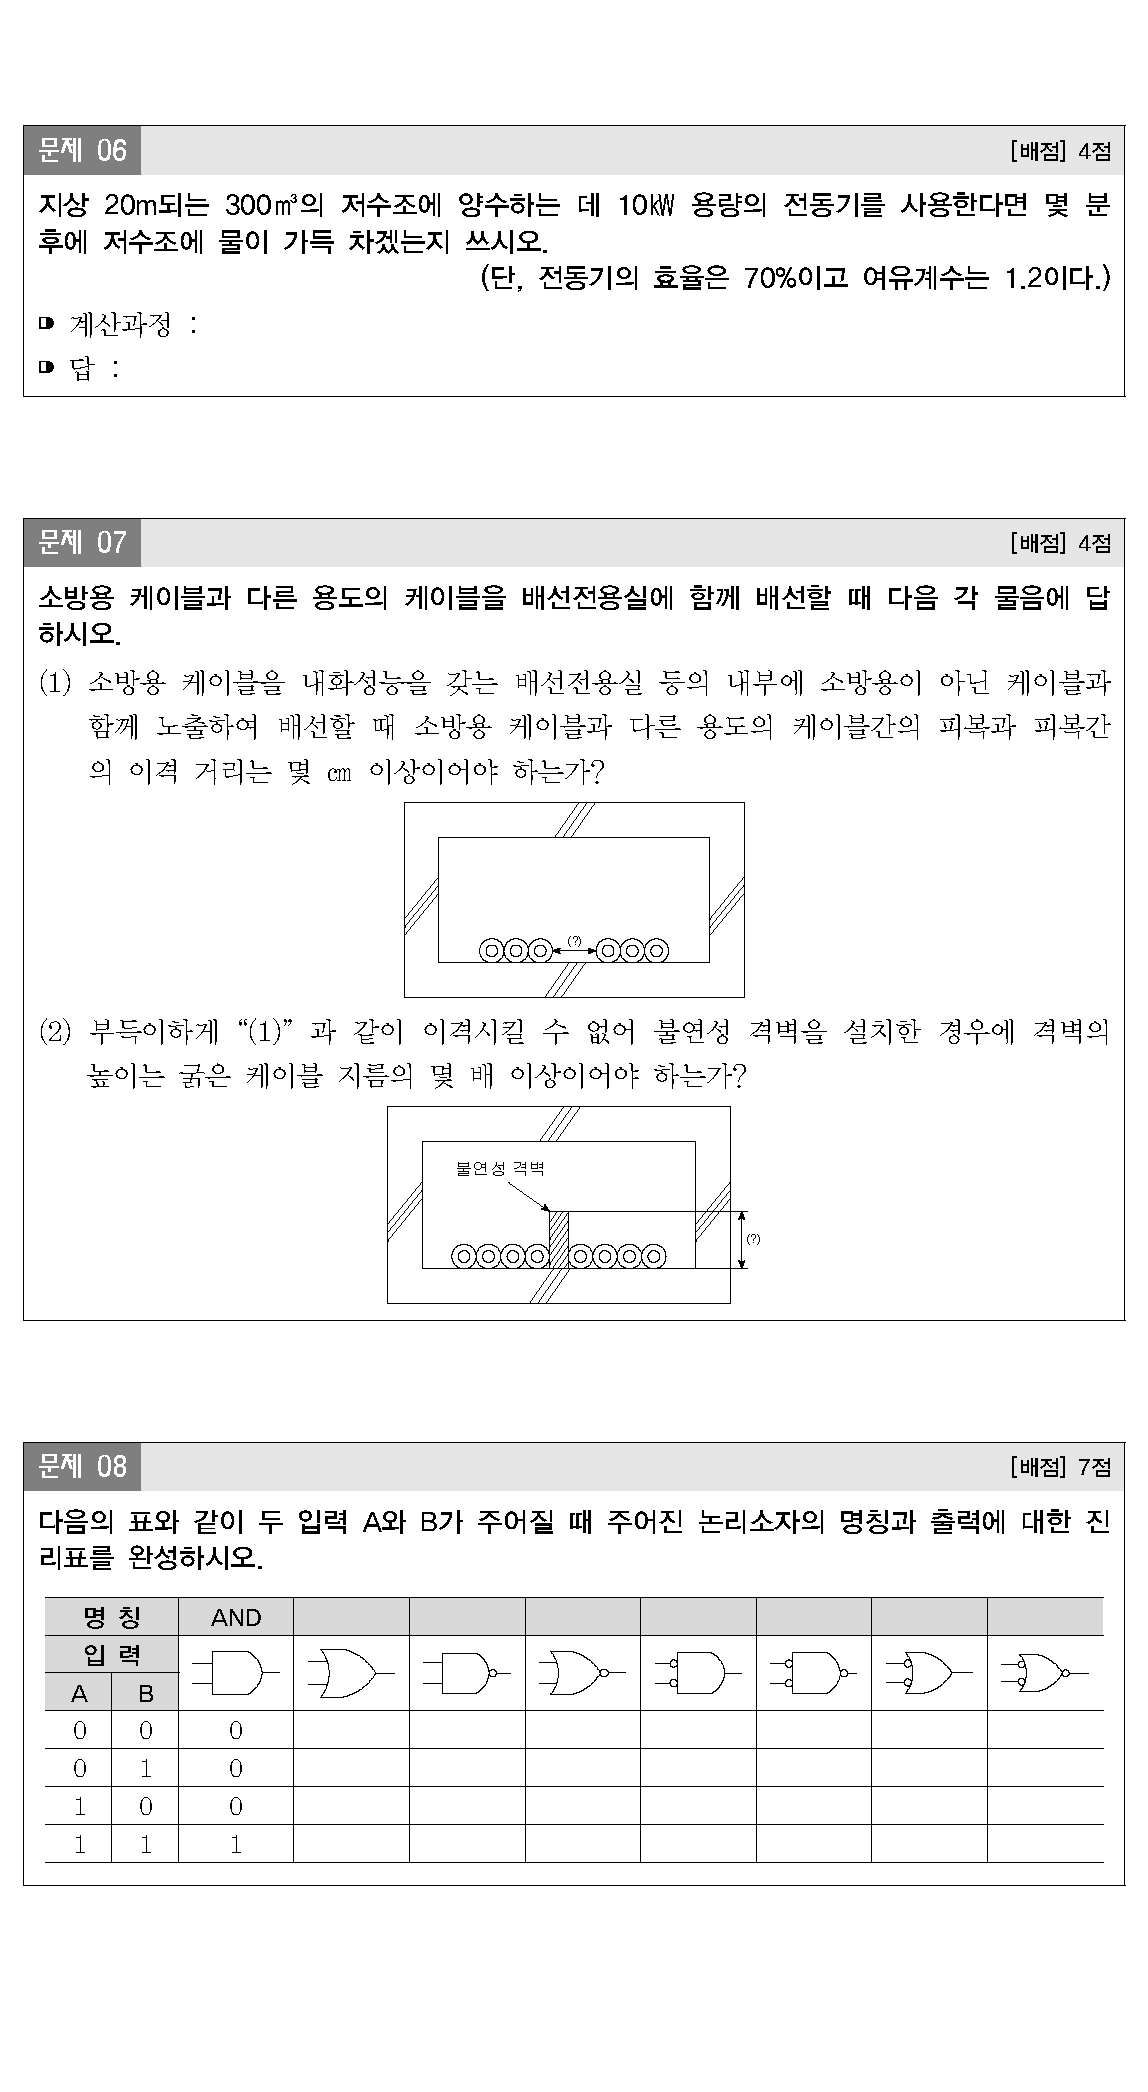 문제 06 [배점] 4점
지상 20m되는 300㎥의 저수조에 양수하는 데 10㎾ 용량의 전동기를 사용한다면 몇 분
후에 저수조에 물이 가득 차겠는지 쓰시오.
(단, 전동기의 효율은 70%이고 여유계수는 1.2이다.)
계산과정 :
답 :
문제 07 [배점] 4점
소방용 케이블과 다른 용도의 케이블을 배선전용실에 함께 배선할 때 다음 각 물음에 답
하시오.
(1) 소방용 케이블을 내화성능을 갖는 배선전용실 등의 내부에 소방용이 아닌 케이블과
함께 노출하여 배선할 때 소방용 케이블과 다른 용도의 케이블간의 피복과 피복간
의 이격 거리는 몇 ㎝ 이상이어야 하는가?
(?)
(2) 부득이하게 “(1)” 과 같이 이격시킬 수 없어 불연성 격벽을 설치한 경우에 격벽의
높이는 굵은 케이블 지름의 몇 배 이상이어야 하는가?
불연성 격벽
(?)
문제 08 [배점] 7점
다음의 표와 같이 두 입력 A와 B가 주어질 때 주어진 논리소자의 명칭과 출력에 대한 진
리표를 완성하시오.
명 칭 AND
입 력
A B
0 0 0
0 1 0
1 0 0
1 1 1